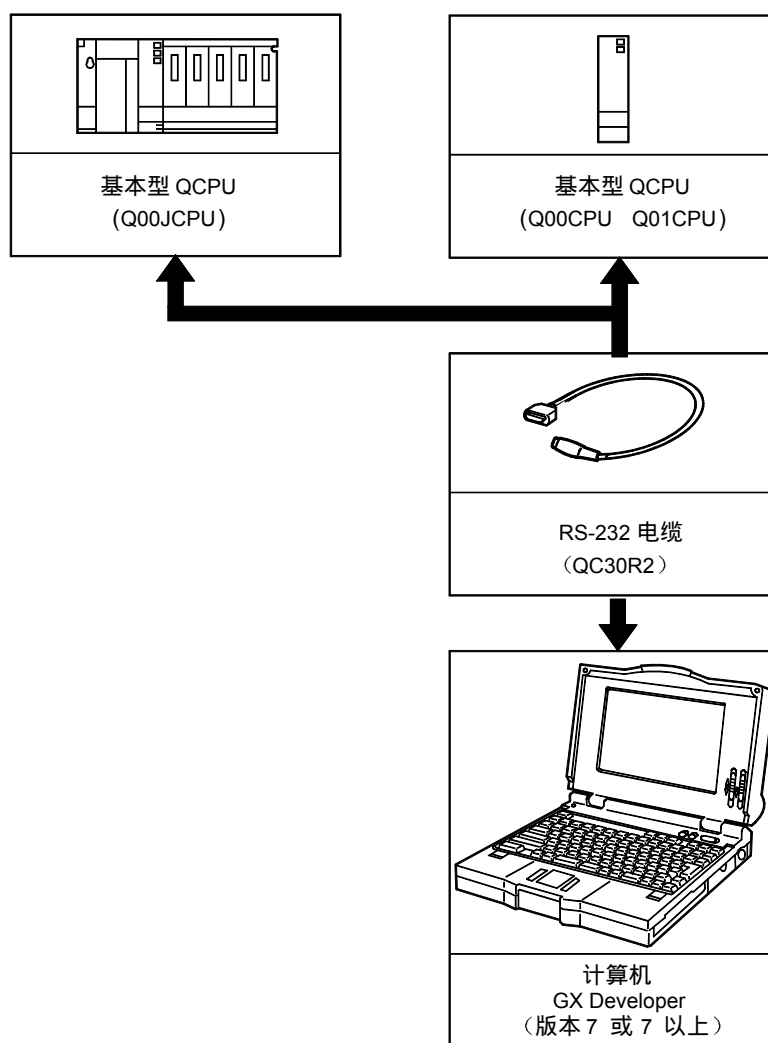 基本型 QCPU
(Q00JCPU)
基本型 QCPU
(Q00CPU Q01CPU)
RS-232 电缆
（QC30R2）
计算机
GX Developer
（版本 7 或 7 以上）